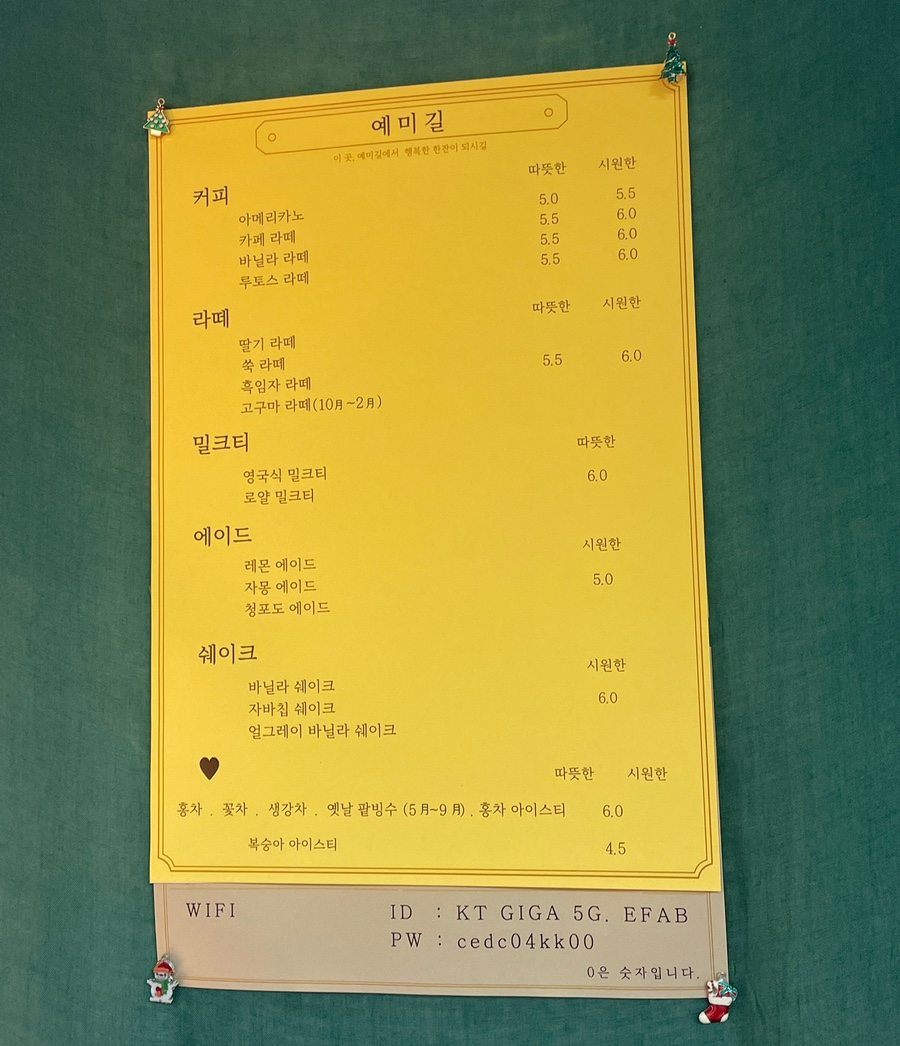 예미길
이 곳, 예미길에서 행복한 한잔이 되시길
커피 따뜻한 시원한
아메리카노 5.0 5.5
카페 라떼 5.5 6.0
바닐라 라떼 5.5 6.0
루토스 라떼 5.5 6.0
라떼 따뜻한 시원한
딸기 라떼
쑥 라떼 5.5 6.0
흑임자 라떼
고구마 라떼(10月~2月)
밀크티 따뜻한
영국식 밀크티 6.0
로얄 밀크티
에이드 시원한
레몬 에이드
자몽 에이드 5.0
청포도 에이드
쉐이크 시원한
바닐라 쉐이크
자바칩 쉐이크 6.0
얼그레이 바닐라 쉐이크
따뜻한 시원한
홍차 . 꽃차 . 생강차 . 옛날 팥빙수 (5月~9月) . 홍차 아이스티 6.0
복숭아 아이스티 4.5
WIFI ID : KT GIGA 5G. EFAB
PW : cedc04kk00
0은 숫자입니다.